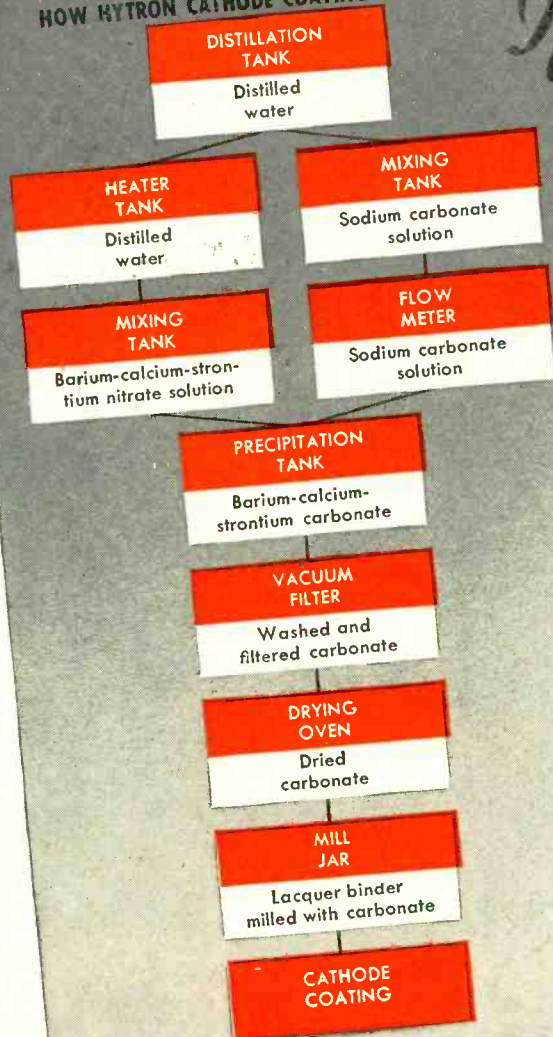 HOW HYTRON CATHODE COATING
DISTILLATION
TANK
Distilled
water
HEATER
TANK
Distilled
water
MIXING
TANK
Sodium carbonate
solution
MIXING
TANK
Barium-calcium-stron-
tium nitrate solution
FLOW
METER
Sodium carbonate
solution
PRECIPITATION
TANK
Barium-calcium-
strontium carbonate
VACUUM
FILTER
Washed and
filtered carbonate
DRYING
OVEN
Dried
carbonate
MILL
JAR
Lacquer binder
milled with carbonate
CATHODE
COATING